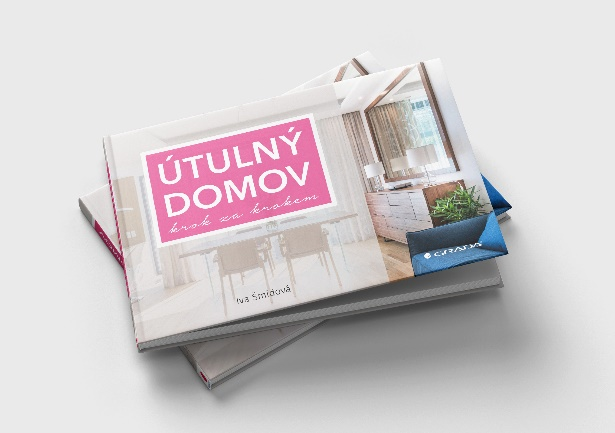 ÚTULNÝ
DOMOV
krok za krokem
GRADA
Iva Šmídová